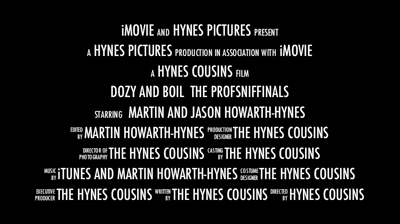 iMOVIE AND HYNES PICTURES PRESENT
A HYNES PICTURES PRODUCTION IN ASSOCIATION WITH iMOVIE
A HYNES COUSINS FILM
DOZY AND BOIL THE PROFSNIFFINALS
STARRING MARTIN AND JASON HOWARTH-HYNES
EDITED BY MARTIN HOWARTH-HYNES PRODUCTION DESIGNER THE HYNES COUSINS
DIRECTOR OF PHOTOGRAPHY THE HYNES COUSINS CASTING BY THE HYNES COUSINS
MUSIC BY iTUNES AND MARTIN HOWARTH-HYNES COSTUME DESIGNER THE HYNES COUSINS
EXECUTIVE PRODUCER THE HYNES COUSINS WRITTEN BY THE HYNES COUSINS DIRECTED BY HYNES COUSINS